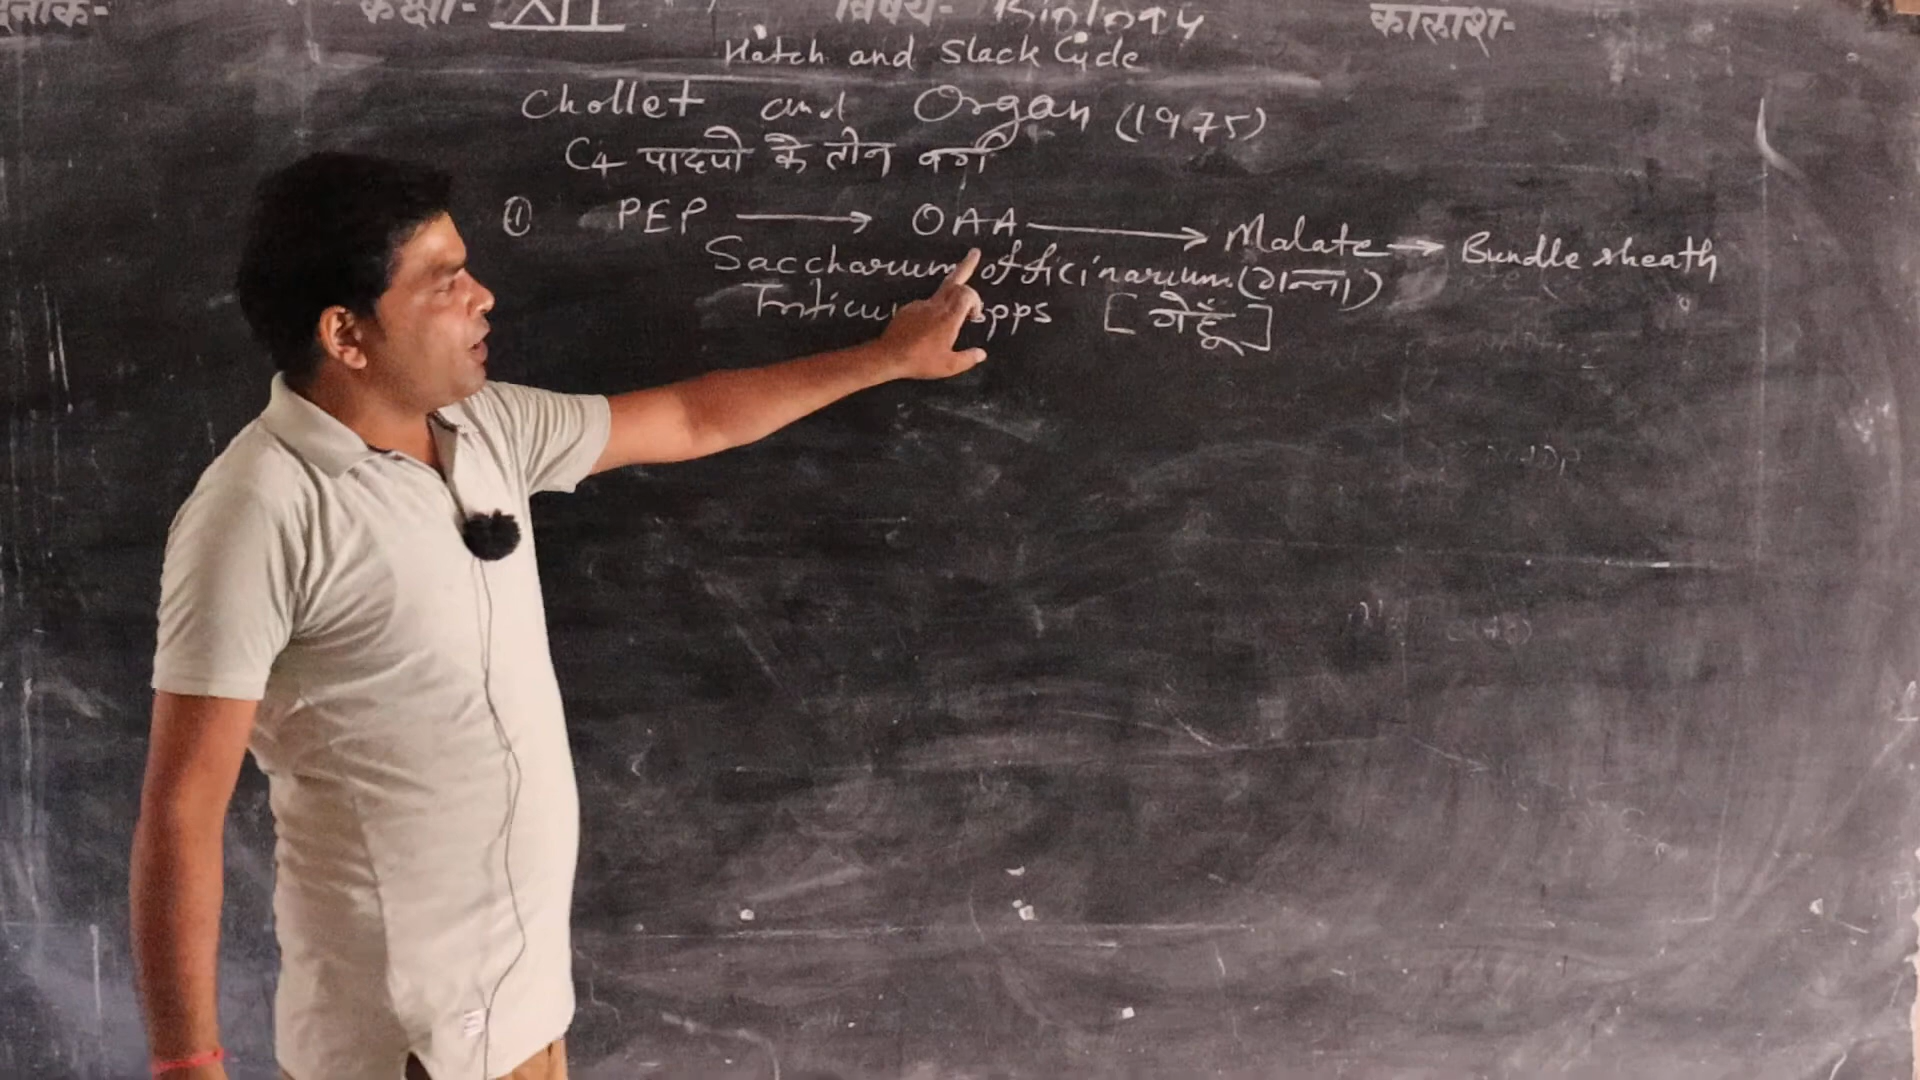 दिनांक- कक्षा- XII विषय- Biology कालांश-
Hatch and Slack Cycle
Chollet and Organ (1975)
C4 पादपो के तीन वर्ग
① PEP → OAA → Malate → Bundle sheath
Saccharum officinarum (गन्ना)
spps [गेहूँ]